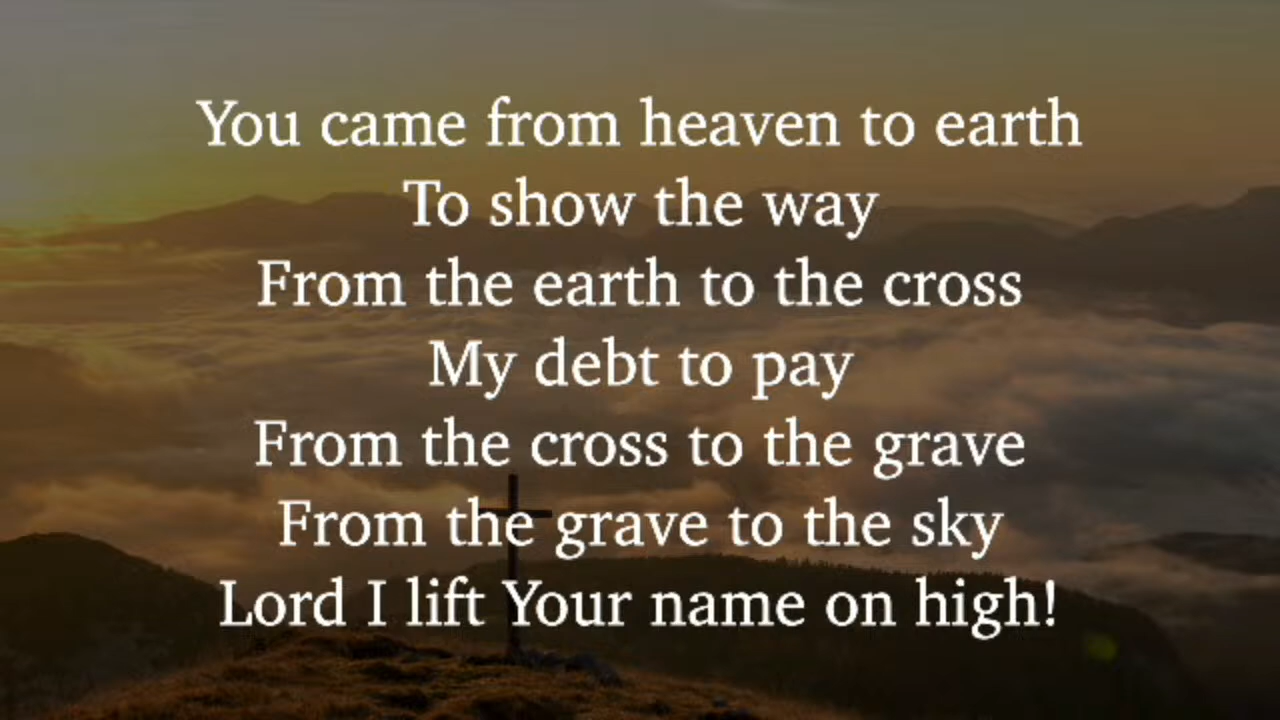 You came from heaven to earth
To show the way
From the earth to the cross
My debt to pay
From the cross to the grave
From the grave to the sky
Lord I lift Your name on high!